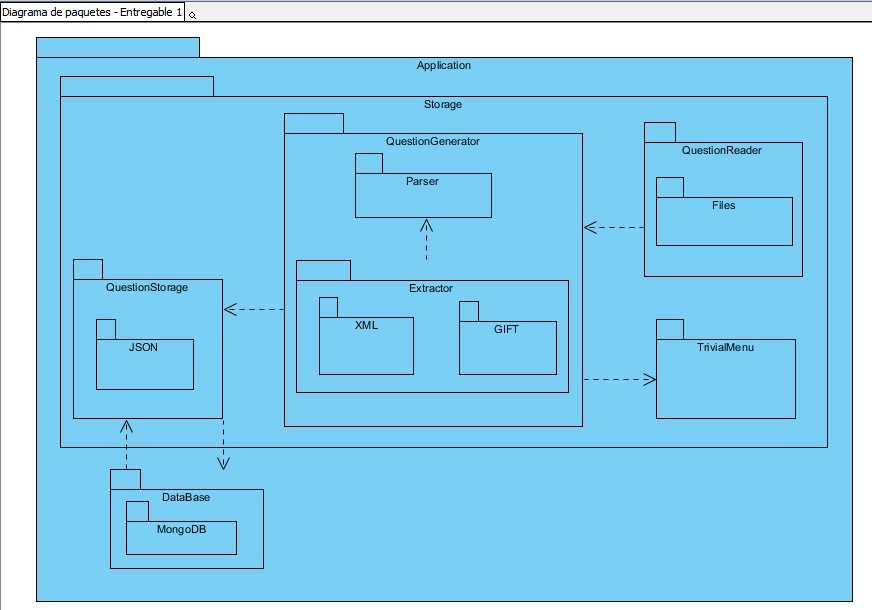 Diagrama de paquetes - Entregable 1
Application
Storage
QuestionGenerator
Parser
QuestionReader
Files
QuestionStorage
JSON
Extractor
XML
GIFT
TrivialMenu
DataBase
MongoDB